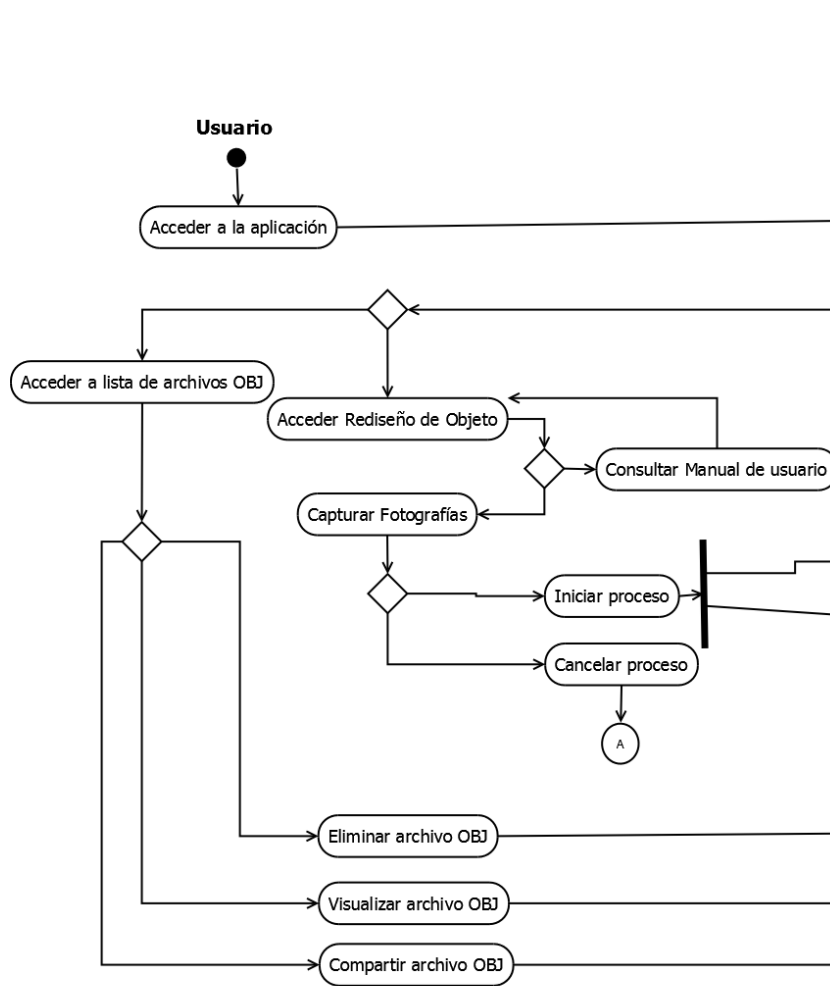 Usuario
Acceder a la aplicación
Acceder a lista de archivos OBJ
Acceder Rediseño de Objeto
Consultar Manual de usuario
Capturar Fotografías
Iniciar proceso
Cancelar proceso
A
Eliminar archivo OBJ
Visualizar archivo OBJ
Compartir archivo OBJ